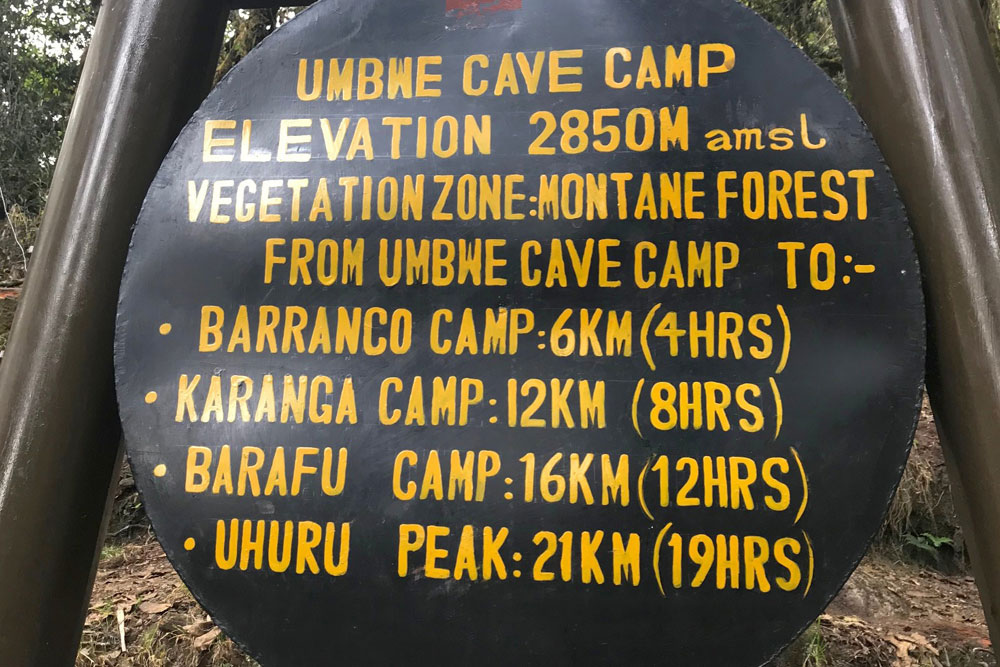 UMBWE CAVE CAMP
ELEVATION 2850M amsl
VEGETATION ZONE:MONTANE FOREST
FROM UMBWE CAVE CAMP TO:-
• BARRANCO CAMP:6KM (4HRS)
• KARANGA CAMP:12KM (8HRS)
• BARAFU CAMP:16KM (12HRS)
• UHURU PEAK:21KM (19HRS)